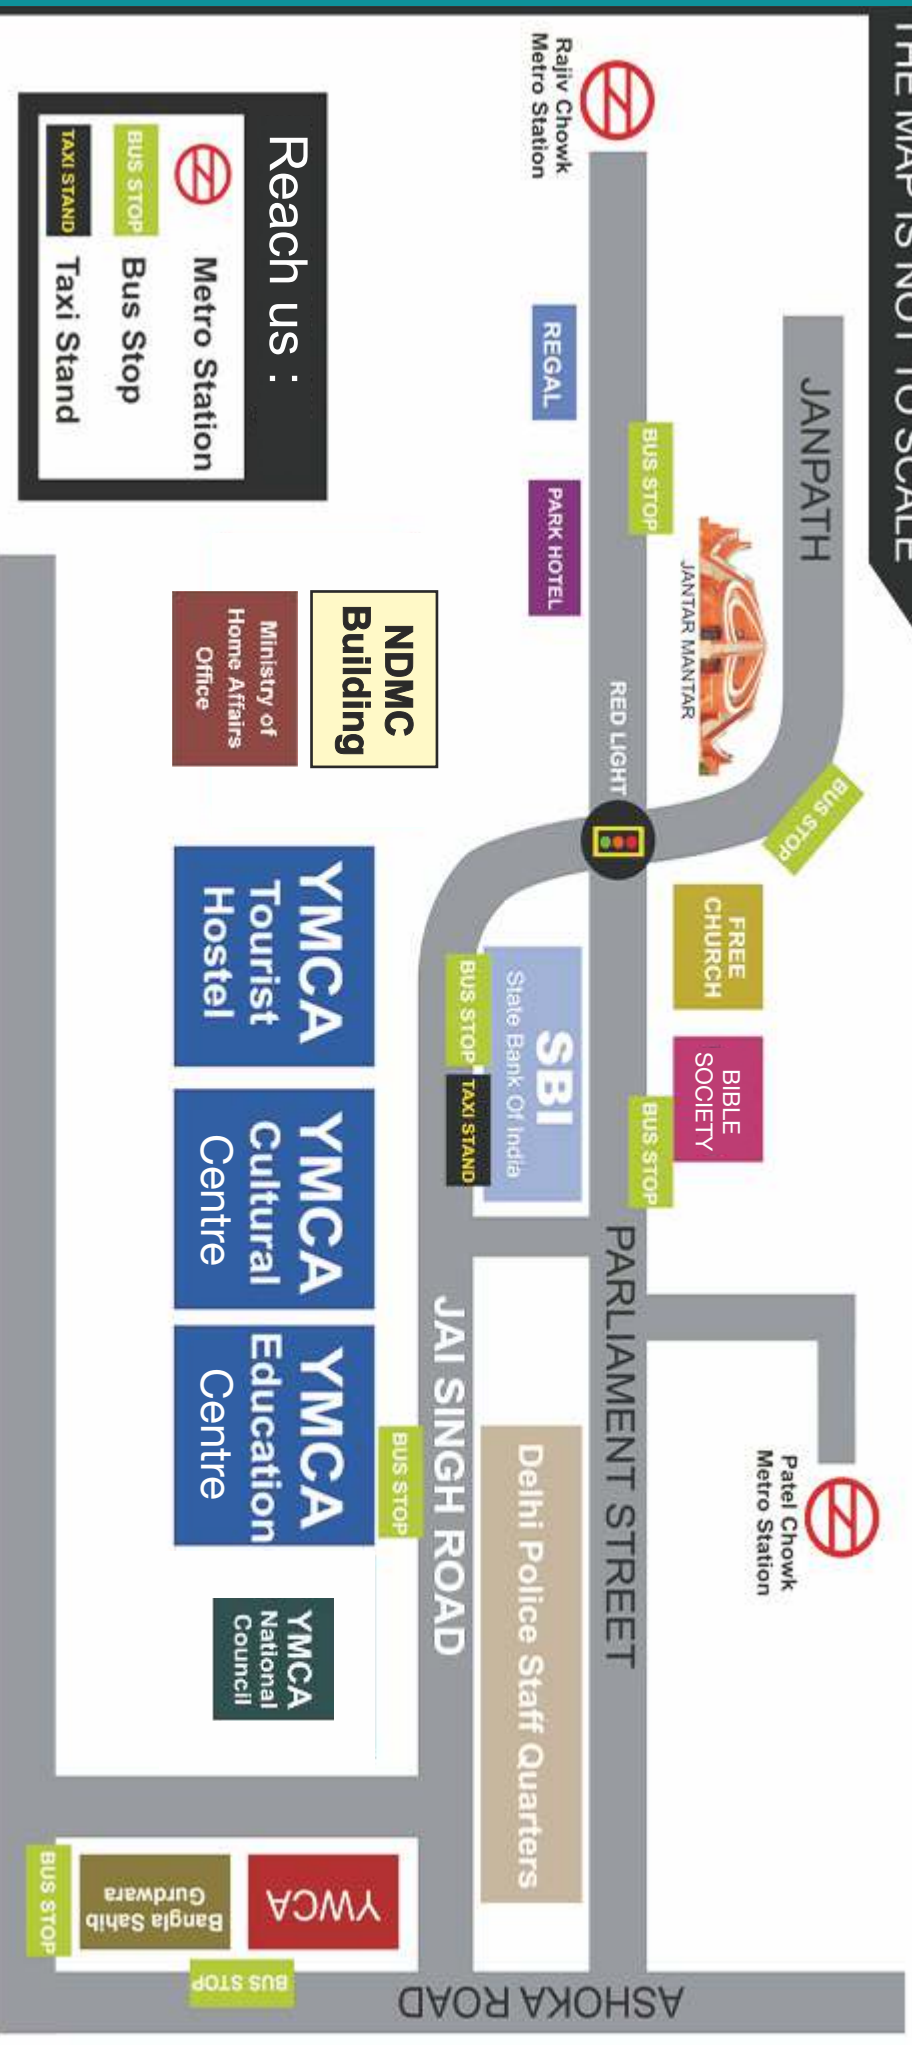 THE MAP IS NOT TO SCALE
JANPATH
BUS STOP
Rajiv Chowk
Metro Station
REGAL
PARK HOTEL
BUS STOP
JANTAR MANTAR
RED LIGHT
FREE
CHURCH
BIBLE
SOCIETY
BUS STOP
PARLIAMENT STREET
Patel Chowk
Metro Station
SBI
State Bank Of India
BUS STOP
TAXI STAND
Delhi Police Staff Quarters
JAI SINGH ROAD
BUS STOP
NDMC
Building
Ministry of
Home Affairs
Office
YMCA
Tourist
Hostel
YMCA
Cultural
Centre
YMCA
Education
Centre
YMCA
National
Council
YWCA
Bangla Sahib
Gurdwara
BUS STOP
BUS STOP
ASHOKA ROAD
Reach us :
Metro Station
BUS STOP
Bus Stop
TAXI STAND
Taxi Stand